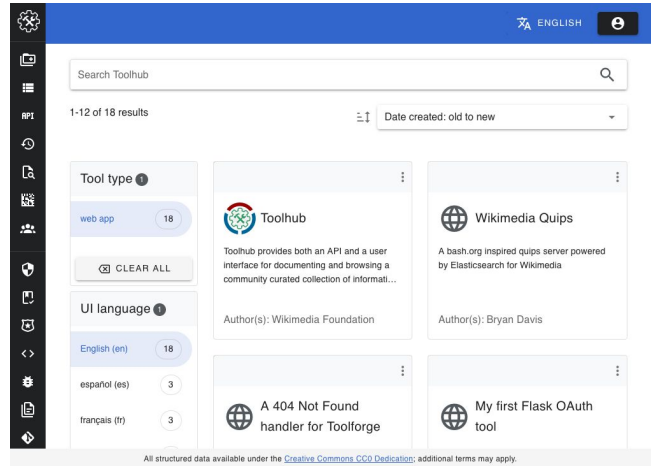 ENGLISH
API
Search Toolhub
1-12 of 18 results
Date created: old to new
Tool type 1
web app 18
CLEAR ALL
UI language 1
English (en) 18
español (es) 3
français (fr) 3
Toolhub
Toolhub provides both an API and a user
interface for documenting and browsing a
community curated collection of informati…
Author(s): Wikimedia Foundation
Wikimedia Quips
A bash.org inspired quips server powered
by Elasticsearch for Wikimedia
Author(s): Bryan Davis
A 404 Not Found
handler for Toolforge
My first Flask OAuth
tool
All structured data available under the Creative Commons CC0 Dedication; additional terms may apply.